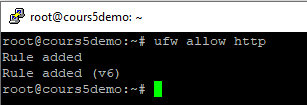 root@cours5demo: ~
root@cours5demo:~# ufw allow http
Rule added
Rule added (v6)
root@cours5demo:~#